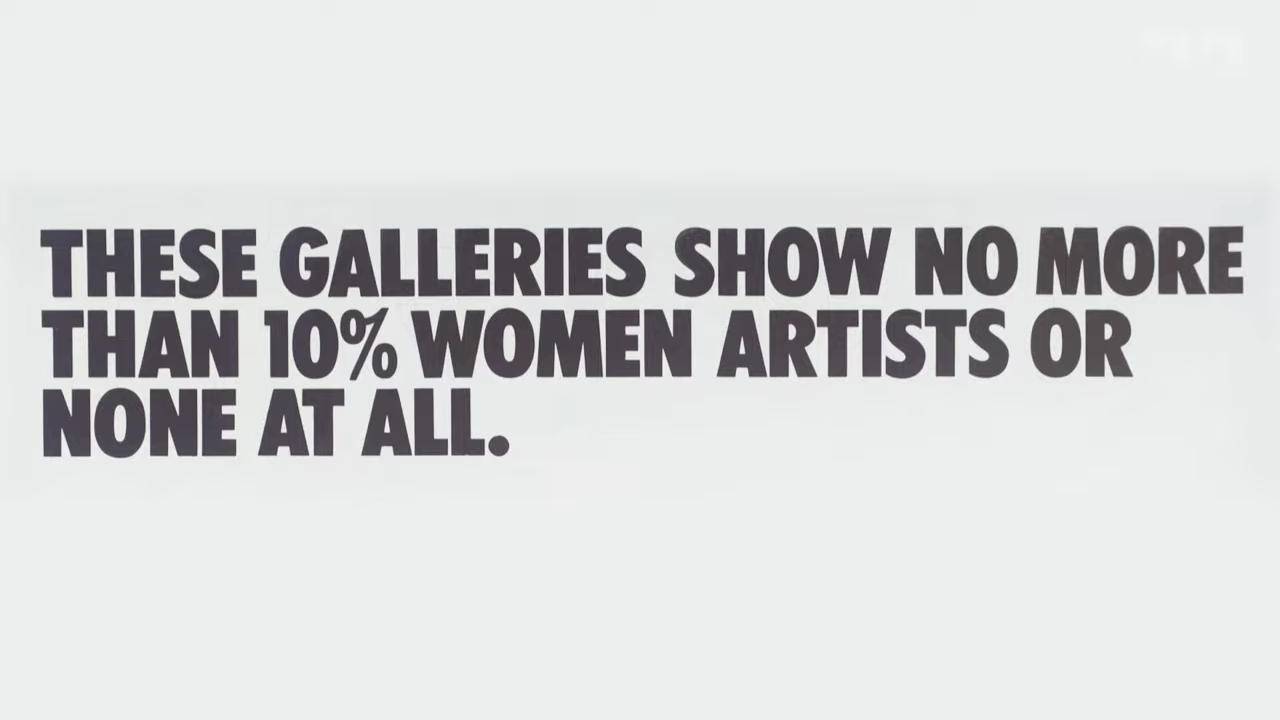 THESE GALLERIES SHOW NO MORE
THAN 10% WOMEN ARTISTS OR
NONE AT ALL.